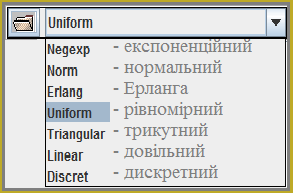 Uniform
Negexp - експоненційний
Norm - нормальний
Erlang - Ерланга
Uniform - рівномірний
Triangular - трикутний
Linear - довільний
Discret - дискретний